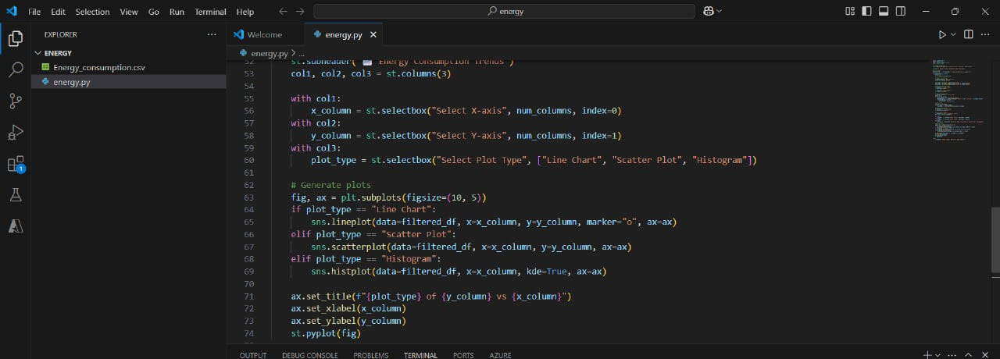 File Edit Selection View Go Run Terminal Help energy
EXPLORER
ENERGY
Energy_consumption.csv
energy.py
1
Welcome energy.py
energy.py > ...
52 st.subheader(" Energy Consumption Trends")
53 col1, col2, col3 = st.columns(3)
54
55 with col1:
56 x_column = st.selectbox("Select X-axis", num_columns, index=0)
57 with col2:
58 y_column = st.selectbox("Select Y-axis", num_columns, index=1)
59 with col3:
60 plot_type = st.selectbox("Select Plot Type", ["Line Chart", "Scatter Plot", "Histogram"])
61
62 # Generate plots
63 fig, ax = plt.subplots(figsize=(10, 5))
64 if plot_type == "Line Chart":
65 sns.lineplot(data=filtered_df, x=x_column, y=y_column, marker="o", ax=ax)
66 elif plot_type == "Scatter Plot":
67 sns.scatterplot(data=filtered_df, x=x_column, y=y_column, ax=ax)
68 elif plot_type == "Histogram":
69 sns.histplot(data=filtered_df, x=x_column, kde=True, ax=ax)
70
71 ax.set_title(f"{plot_type} of {y_column} vs {x_column}")
72 ax.set_xlabel(x_column)
73 ax.set_ylabel(y_column)
74 st.pyplot(fig)
OUTPUT DEBUG CONSOLE PROBLEMS TERMINAL PORTS AZURE